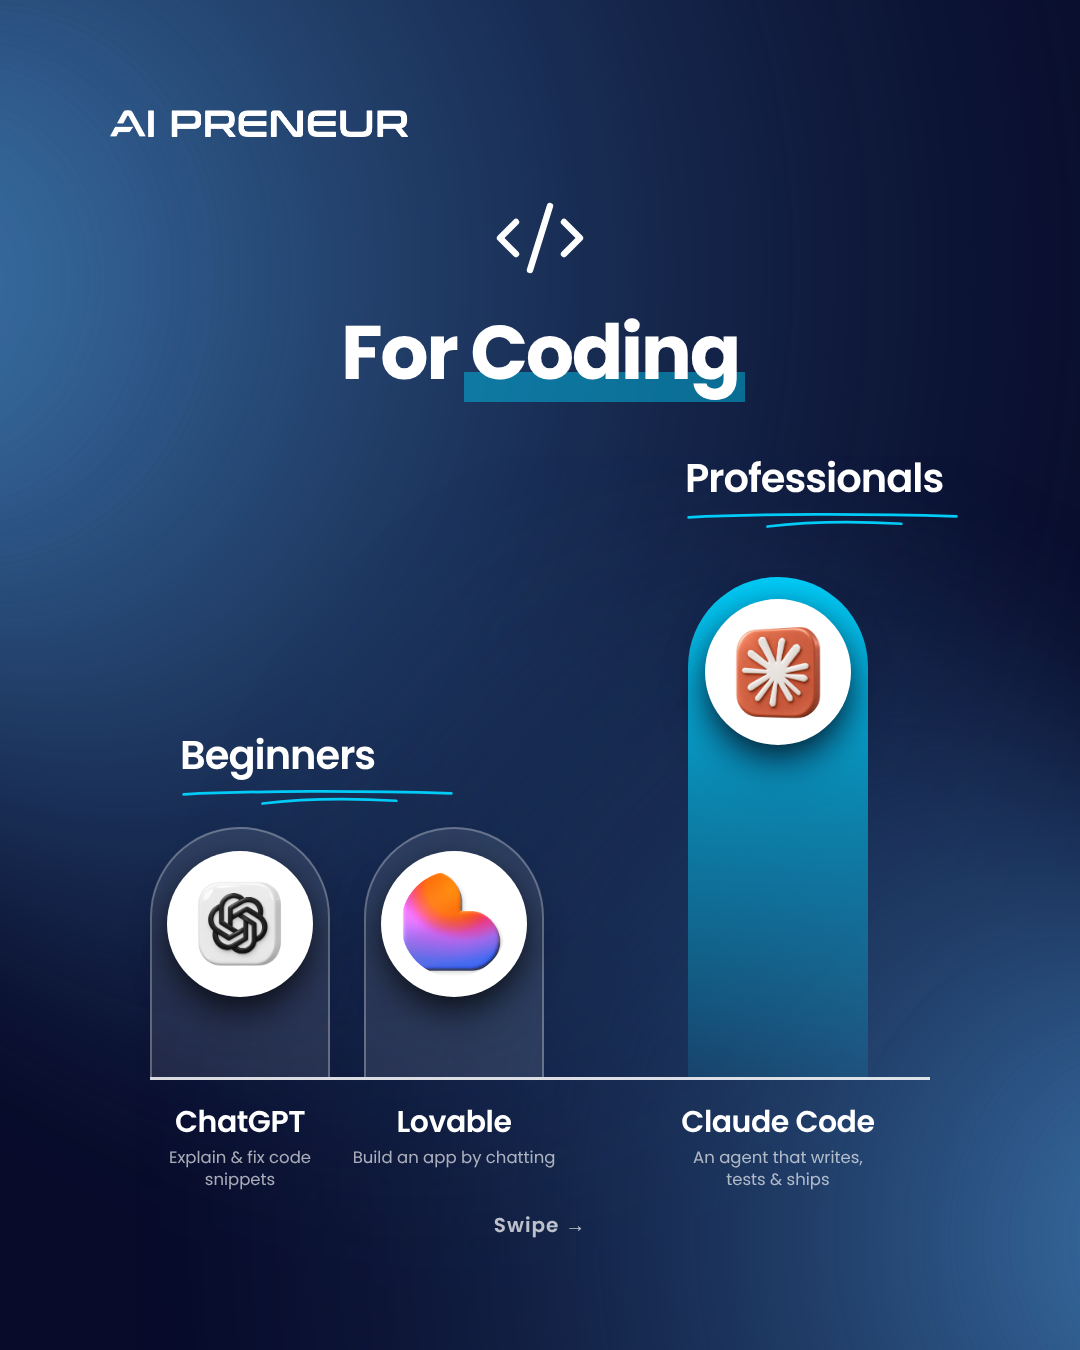 AI PRENEUR
</>
For Coding
Professionals
Beginners
ChatGPT
Explain & fix code
snippets
Lovable
Build an app by chatting
Claude Code
An agent that writes,
tests & ships
Swipe →